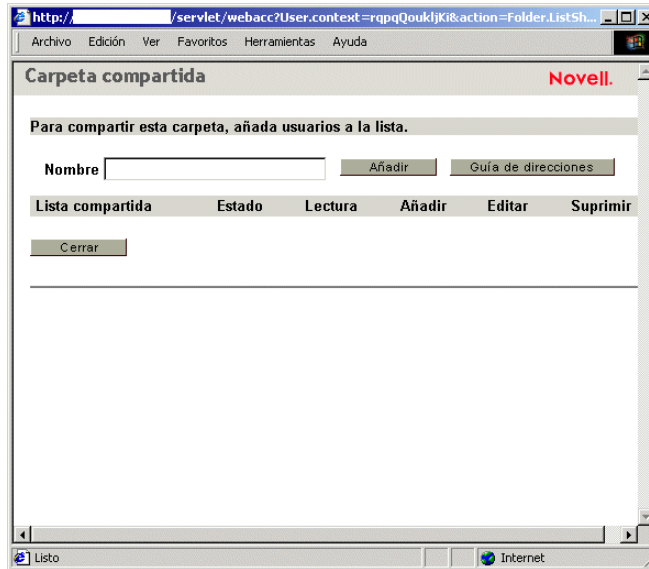 http:// /servlet/webacc?User.context=rqpqQoukljKi&action=Folder.ListSh...
Archivo Edición Ver Favoritos Herramientas Ayuda
Carpeta compartida
Novell.
Para compartir esta carpeta, añada usuarios a la lista.
Nombre Añadir Guía de direcciones
Lista compartida Estado Lectura Añadir Editar Suprimir
Cerrar
Listo Internet